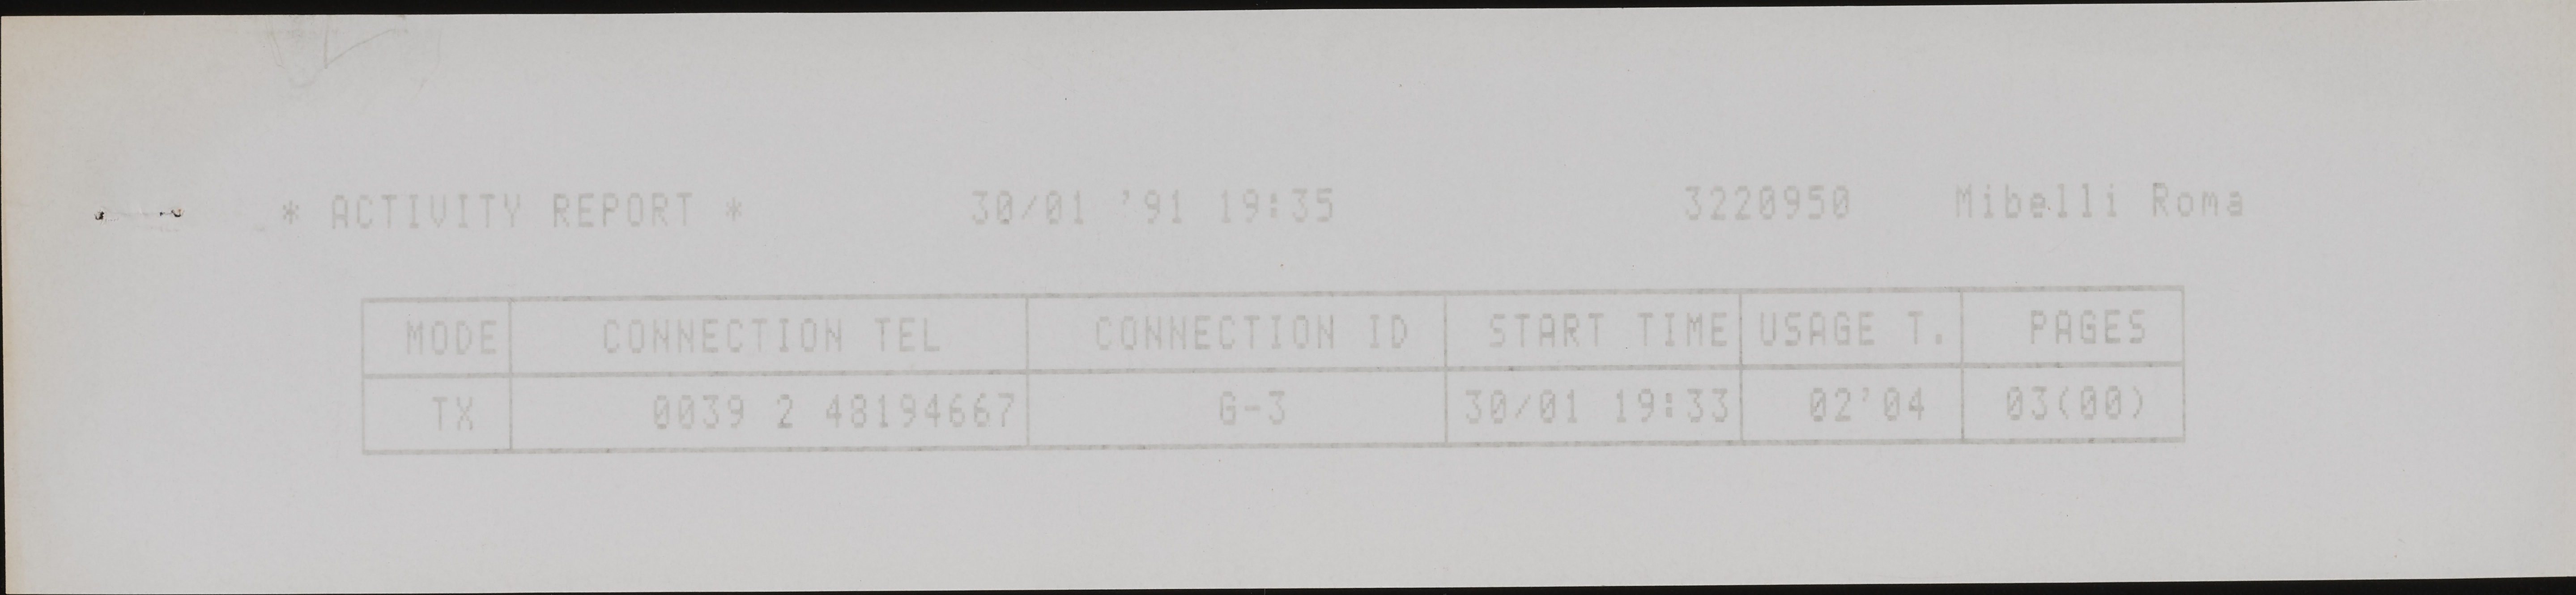 * ACTIVITY REPORT * 30/01 '91 19:35 3220950 Mibelli Roma
MODE CONNECTION TEL CONNECTION ID START TIME USAGE T. PAGES
TX 0039 2 48194667 G-3 30/01 19:33 02'04 03(00)